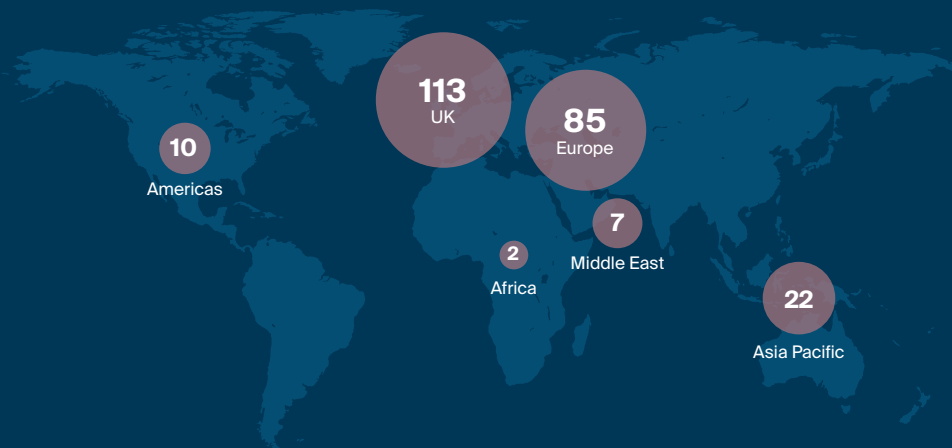 113
UK
85
Europe
10
Americas
7
Middle East
2
Africa
22
Asia Pacific